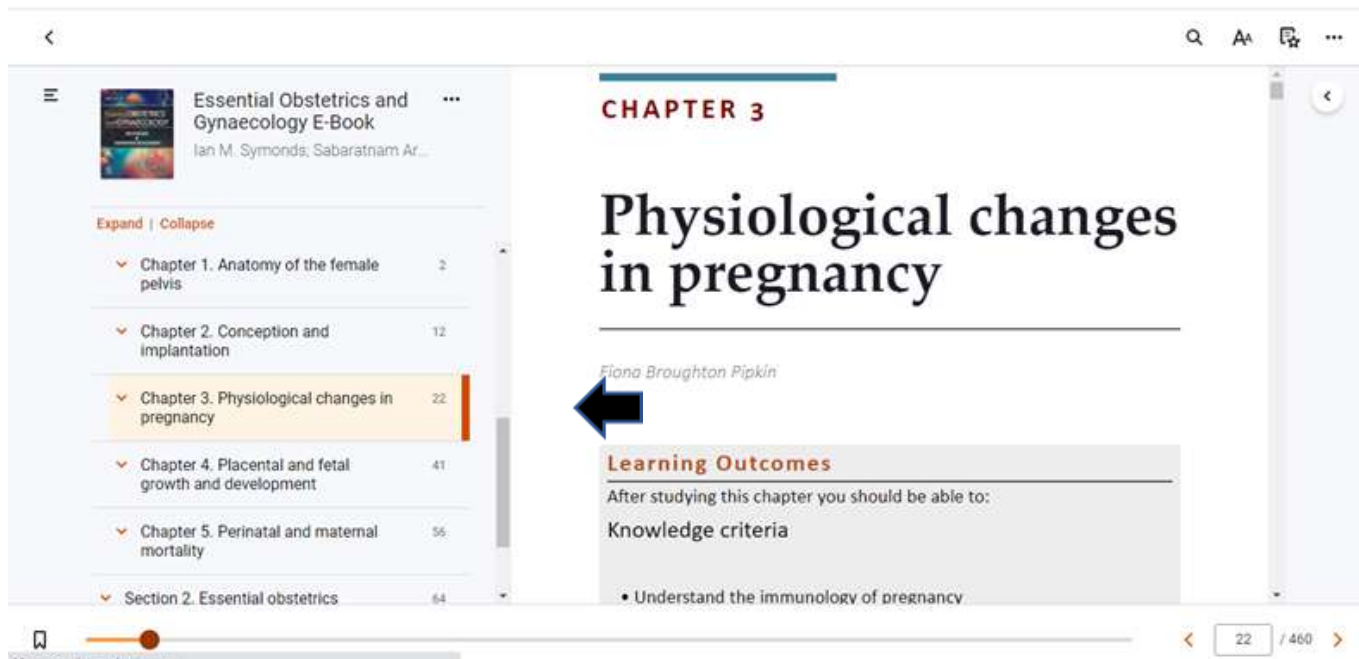 AA
Essential Obstetrics and
Gynaecology E-Book
Ian M. Symonds; Sabaratnam Ar...
Expand | Collapse
Chapter 1. Anatomy of the female
pelvis
2
Chapter 2. Conception and
implantation
12
Chapter 3. Physiological changes in
pregnancy
22
Chapter 4. Placental and fetal
growth and development
41
Chapter 5. Perinatal and maternal
mortality
56
Section 2. Essential obstetrics
64
CHAPTER 3
Physiological changes
in pregnancy
Fiona Broughton Pipkin
Learning Outcomes
After studying this chapter you should be able to:
Knowledge criteria
• Understand the immunology of pregnancy
22 / 460